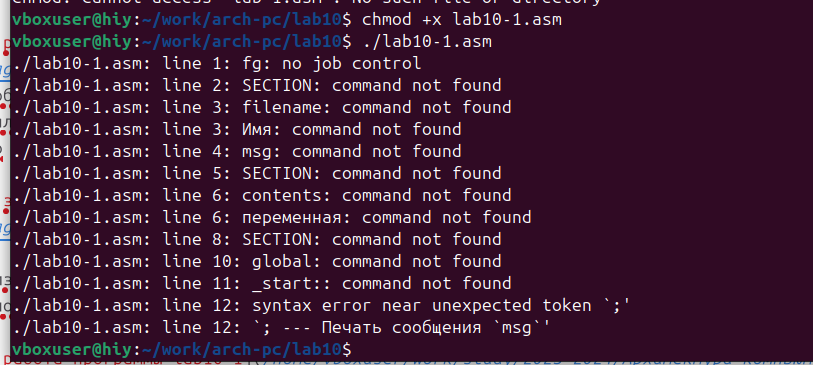 chmod: cannot access 'lab-1.asm': No such file or directory
vboxuser@hiy:~/work/arch-pc/lab10$ chmod +x lab10-1.asm
vboxuser@hiy:~/work/arch-pc/lab10$ ./lab10-1.asm
./lab10-1.asm: line 1: fg: no job control
./lab10-1.asm: line 2: SECTION: command not found
./lab10-1.asm: line 3: filename: command not found
./lab10-1.asm: line 3: Имя: command not found
./lab10-1.asm: line 4: msg: command not found
./lab10-1.asm: line 5: SECTION: command not found
./lab10-1.asm: line 6: contents: command not found
./lab10-1.asm: line 6: переменная: command not found
./lab10-1.asm: line 8: SECTION: command not found
./lab10-1.asm: line 10: global: command not found
./lab10-1.asm: line 11: _start:: command not found
./lab10-1.asm: line 12: syntax error near unexpected token `;'
./lab10-1.asm: line 12: `; --- Печать сообщения `msg`'
vboxuser@hiy:~/work/arch-pc/lab10$